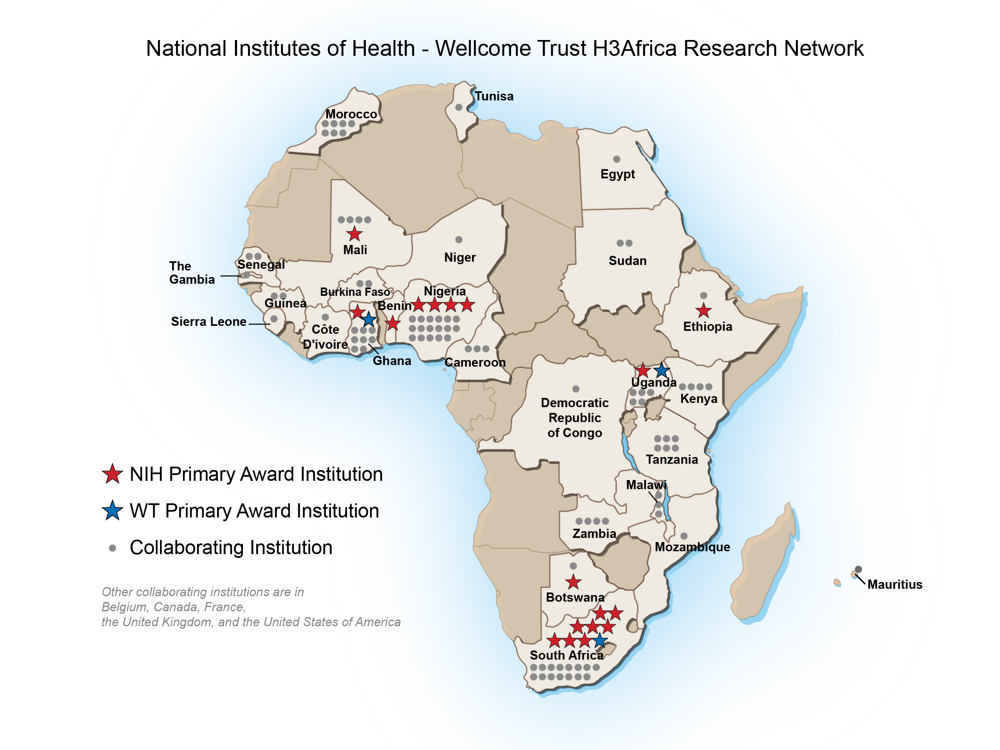 National Institutes of Health - Wellcome Trust H3Africa Research Network
Tunisa
Morocco
Egypt
Mali
Niger
Sudan
Senegal
The
Gambia
Burkina Faso
Nigeria
Guinea
Benin
Sierra Leone
Côte
D'ivoire
Ghana
Cameroon
Ethiopia
Uganda
Kenya
Democratic
Republic
of Congo
Tanzania
Malawi
Zambia
Mozambique
Mauritius
Botswana
South Africa
NIH Primary Award Institution
WT Primary Award Institution
Collaborating Institution
Other collaborating institutions are in
Belgium, Canada, France,
the United Kingdom, and the United States of America